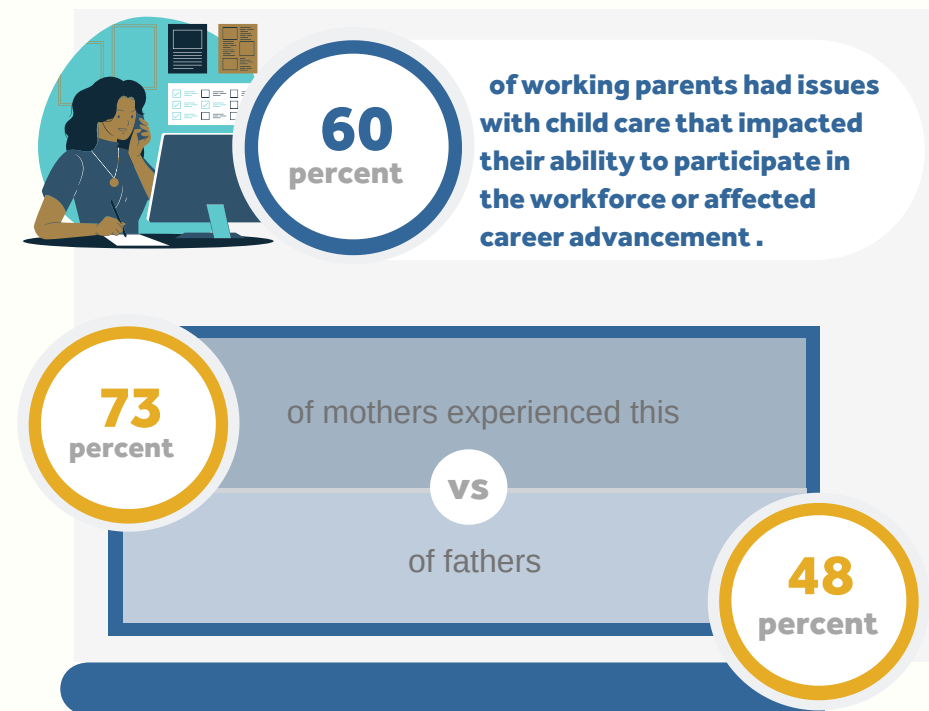 60
percent
of working parents had issues
with child care that impacted
their ability to participate in
the workforce or affected
career advancement .
73
percent
of mothers experienced this
vs
of fathers
48
percent